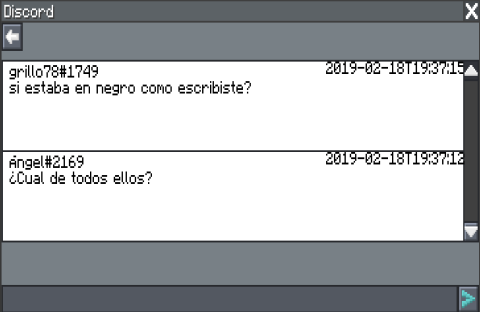 Discord
grillo78#1749
2019-02-18T19:37:15
si estaba en negro como escribiste?
Ángel#2169
2019-02-18T19:37:12
¿Cual de todos ellos?